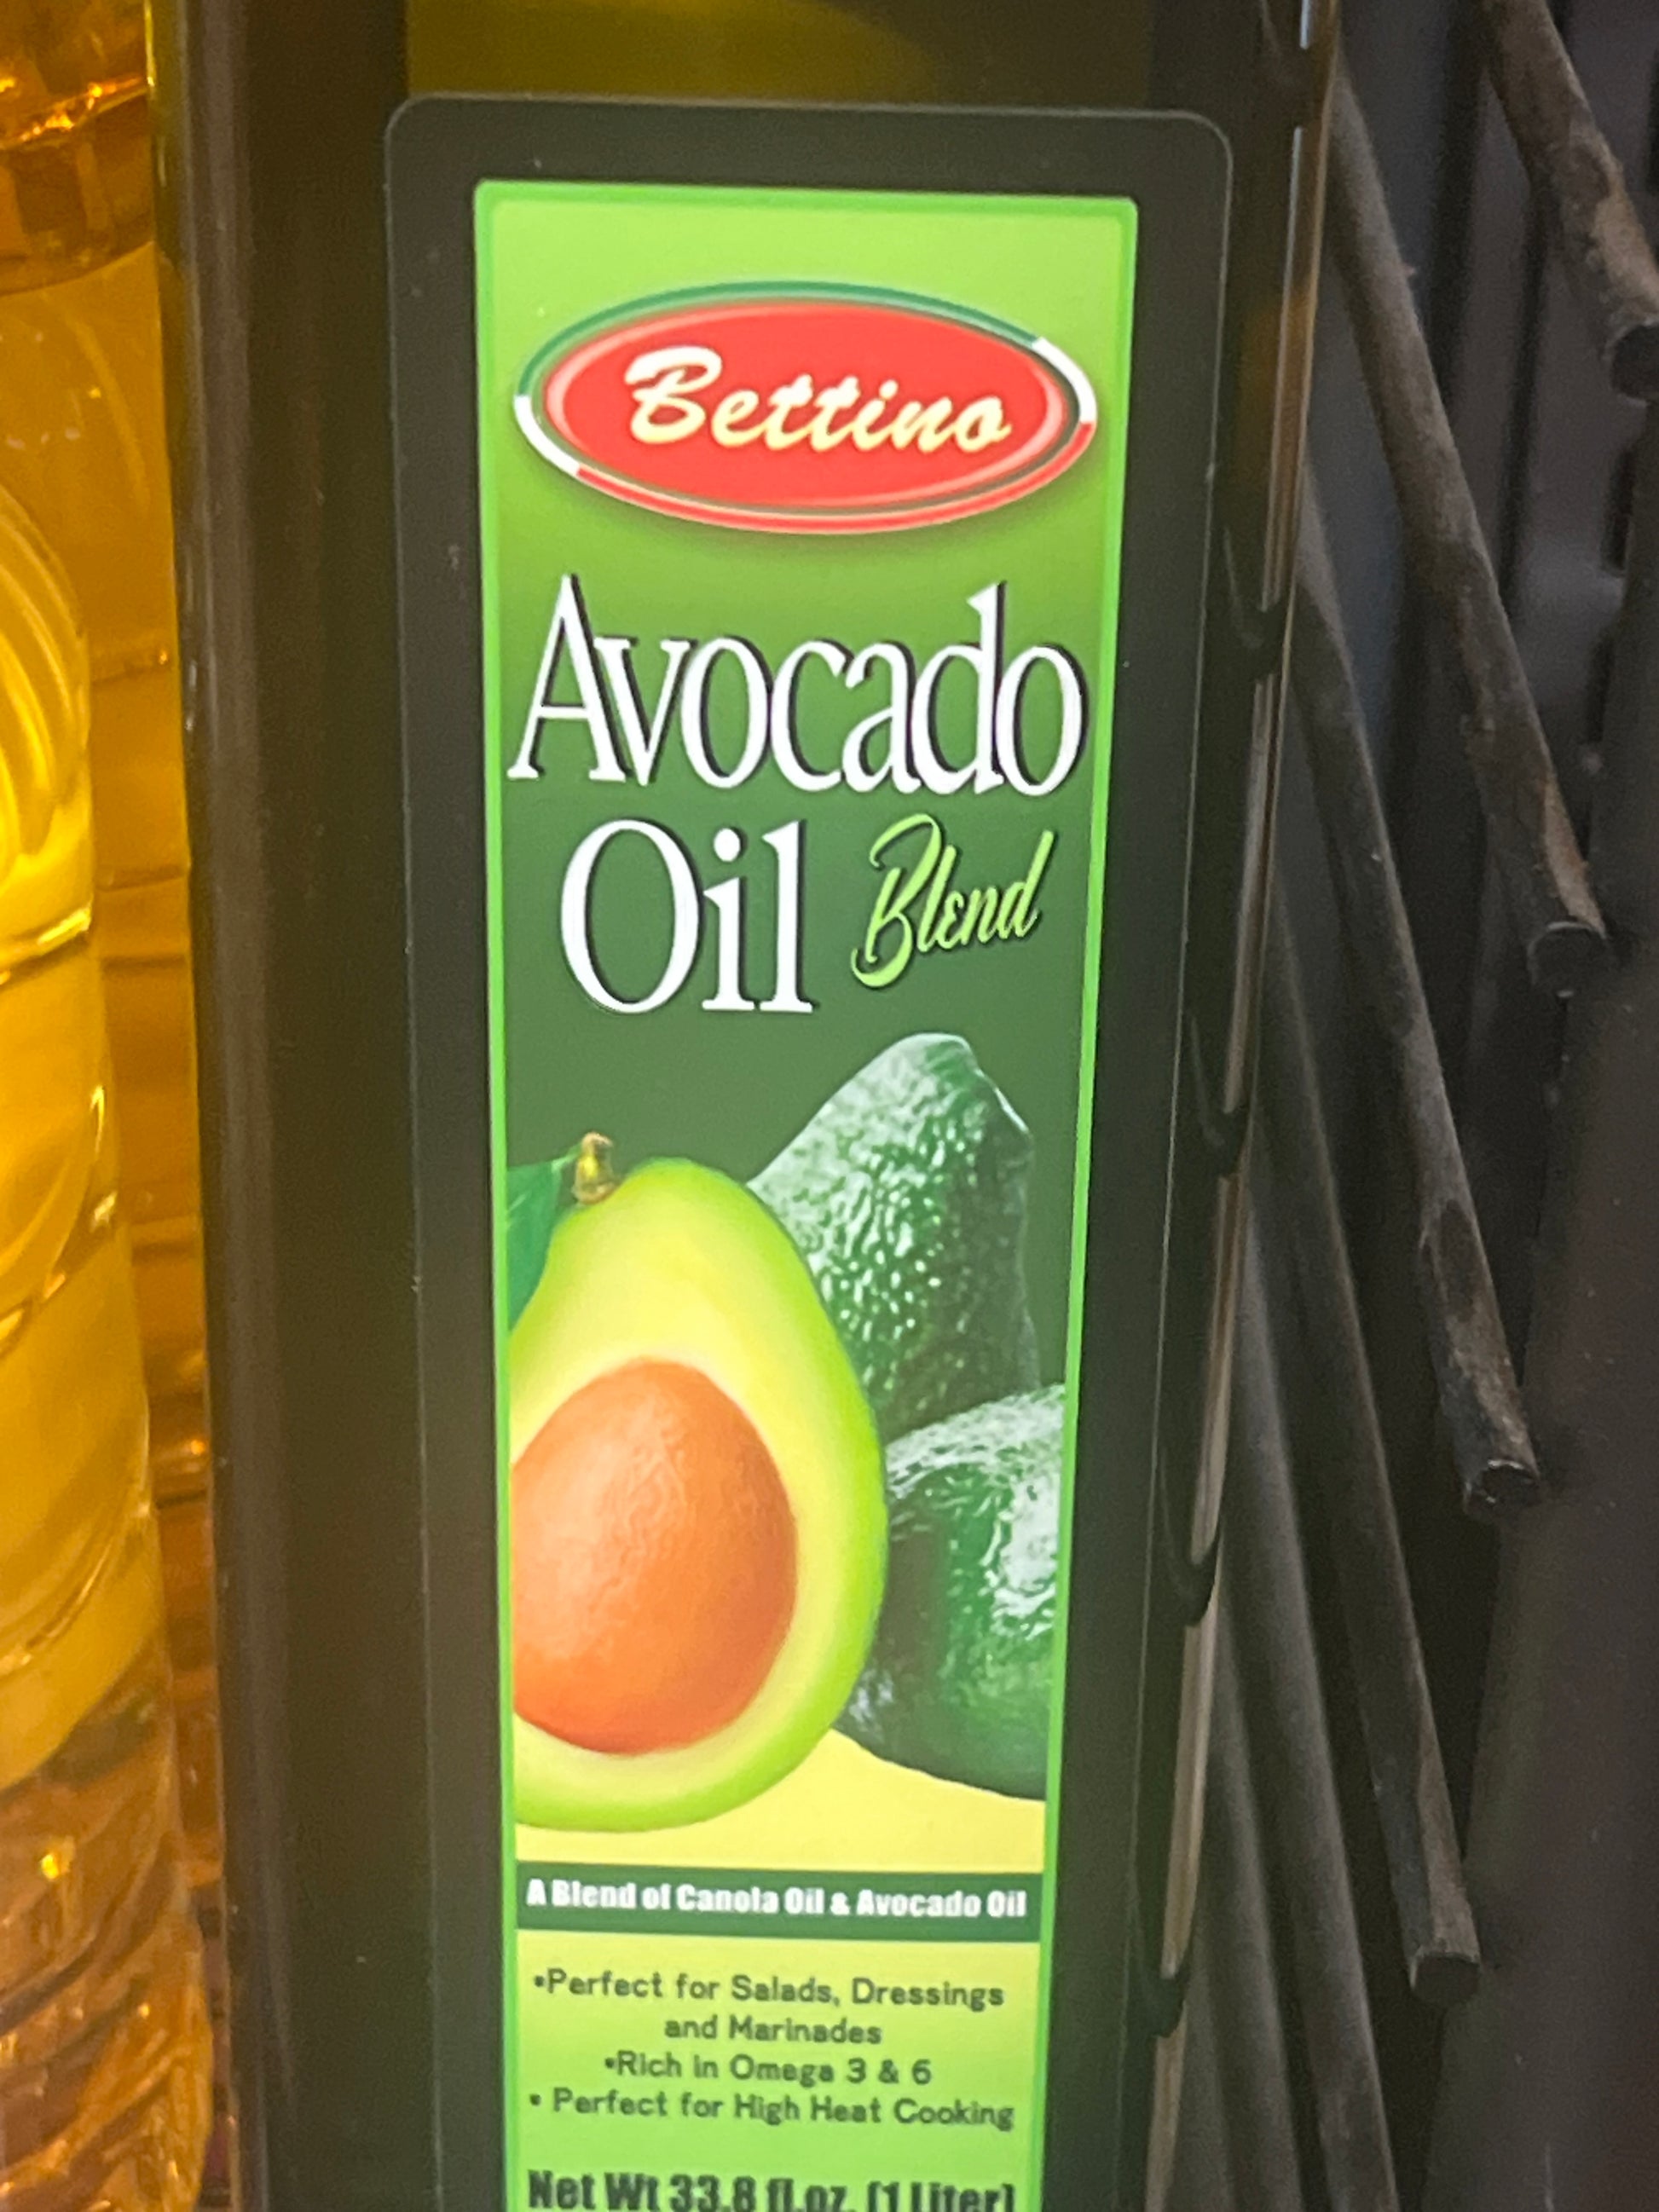 Bettino
Avocado
Oil Blend
A Blend of Canola Oil & Avocado Oil
•Perfect for Salads, Dressings
and Marinades
•Rich in Omega 3 & 6
• Perfect for High Heat Cooking
Net Wt 33.8 fl.oz. (1 Liter)